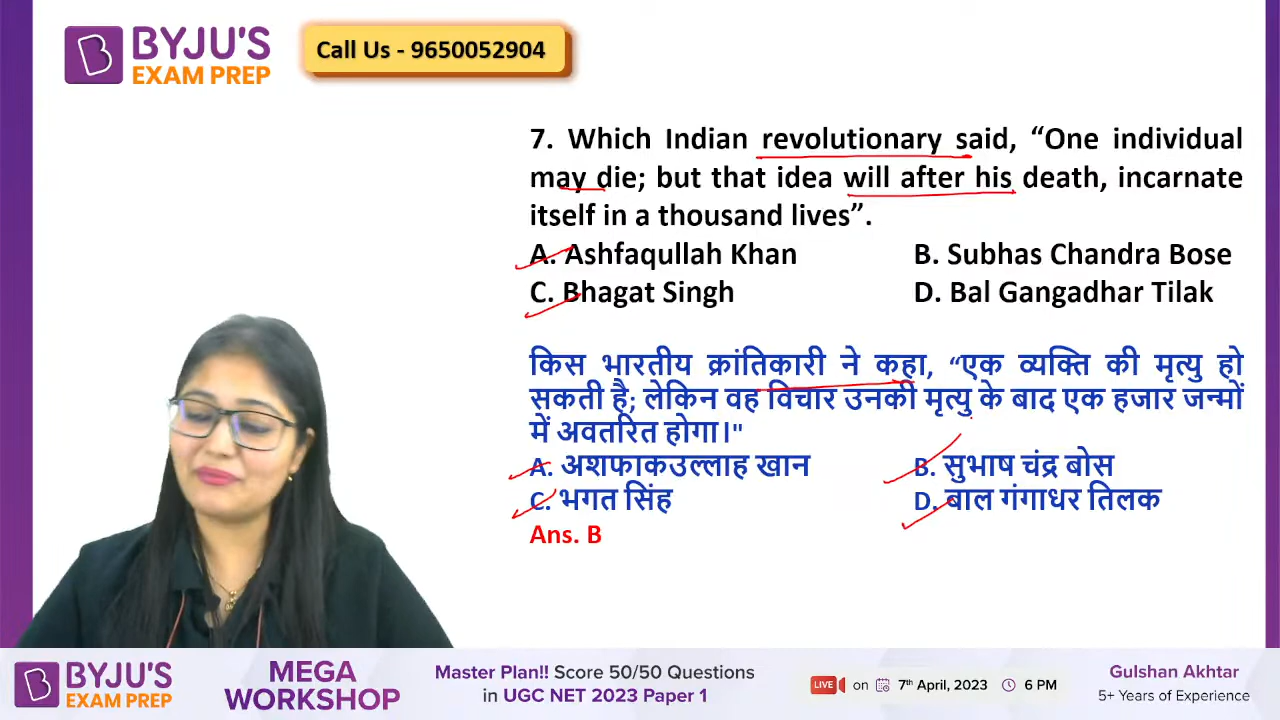 BYJU'S
EXAM PREP
Call Us - 9650052904
7. Which Indian revolutionary said, “One individual
may die; but that idea will after his death, incarnate
itself in a thousand lives”.
A. Ashfaqullah Khan B. Subhas Chandra Bose
C. Bhagat Singh D. Bal Gangadhar Tilak
किस भारतीय क्रांतिकारी ने कहा, “एक व्यक्ति की मृत्यु हो
सकती है; लेकिन वह विचार उनकी मृत्यु के बाद एक हजार जन्मों
में अवतरित होगा।"
A. अशफाकउल्लाह खान B. सुभाष चंद्र बोस
C. भगत सिंह D. बाल गंगाधर तिलक
Ans. B
BYJU'S
EXAM PREP
MEGA
WORKSHOP
Master Plan!! Score 50/50 Questions
in UGC NET 2023 Paper 1
LIVE on 7th April, 2023 6 PM
Gulshan Akhtar
5+ Years of Experience